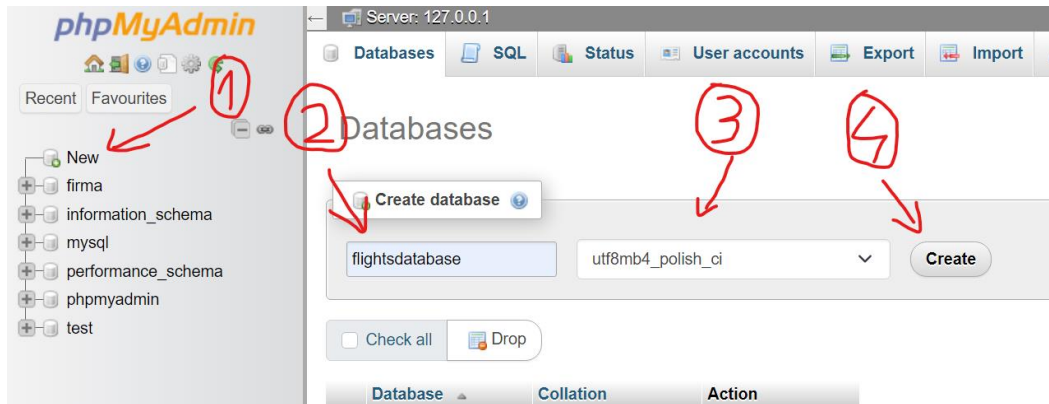 phpMyAdmin
Recent Favourites
1
New
firma
information_schema
mysql
performance_schema
phpmyadmin
test
Server: 127.0.0.1
Databases SQL Status User accounts Export Import
2 3 4
Databases
Create database
flightsdatabase utf8mb4_polish_ci Create
Check all Drop
Database Collation Action